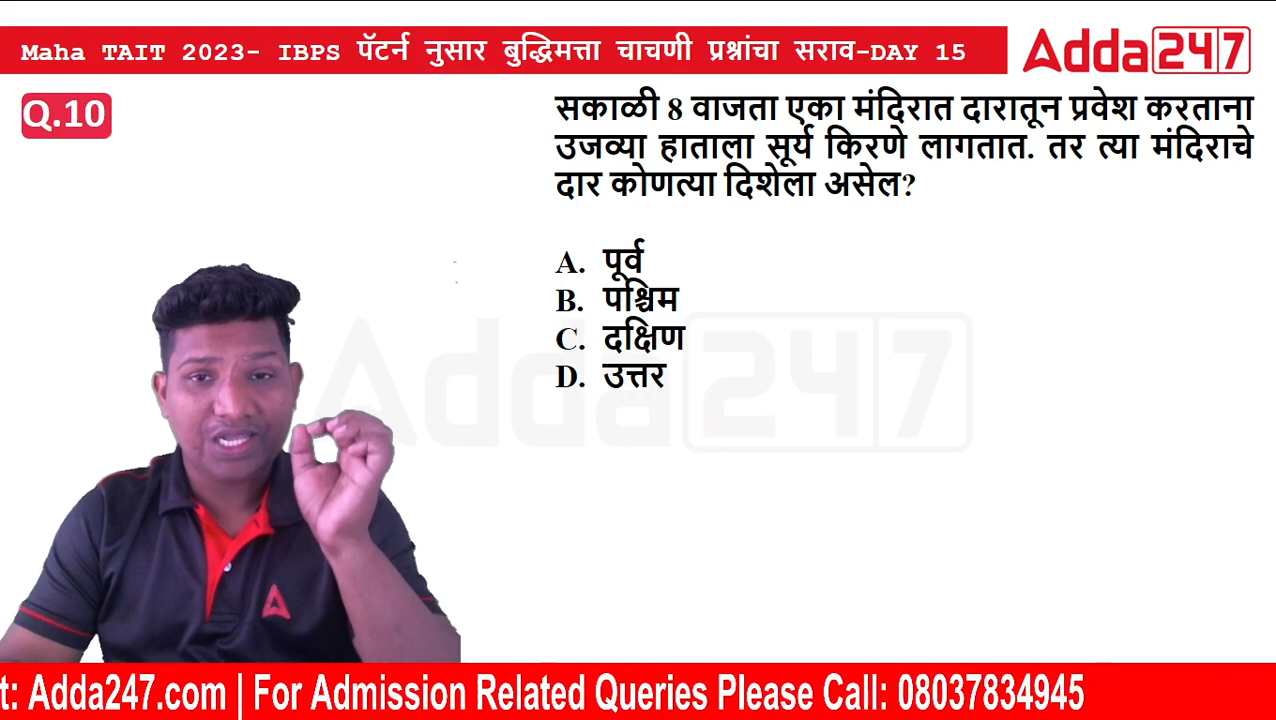 Maha TAIT 2023- IBPS पॅटर्न नुसार बुद्धिमत्ता चाचणी प्रश्नांचा सराव-DAY 15
Adda247
Q.10
सकाळी 8 वाजता एका मंदिरात दारातून प्रवेश करताना
उजव्या हाताला सूर्य किरणे लागतात. तर त्या मंदिराचे
दार कोणत्या दिशेला असेल?
A. पूर्व
B. पश्चिम
C. दक्षिण
D. उत्तर
Adda247
t: Adda247.com | For Admission Related Queries Please Call: 08037834945